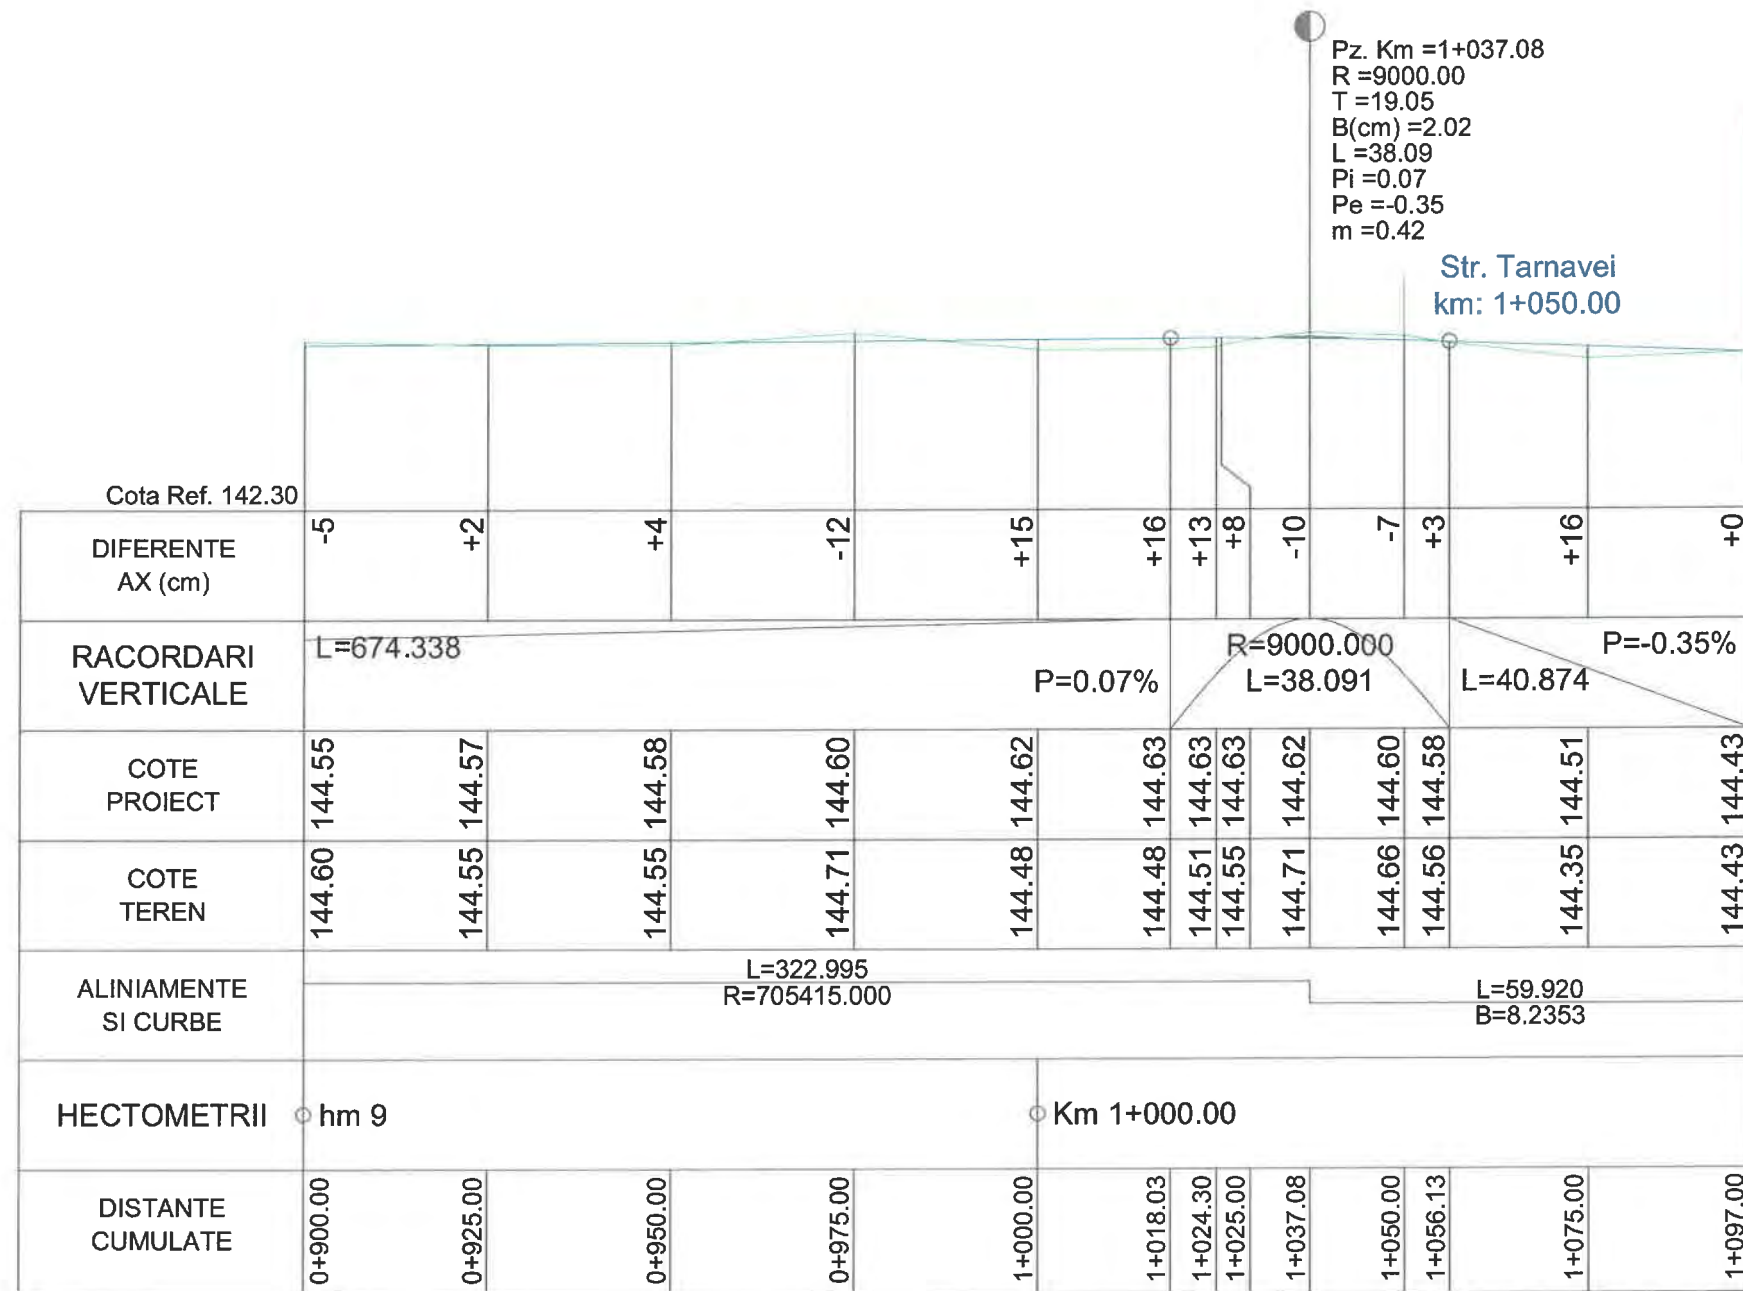 Pz. Km =1+037.08
R =9000.00
T =19.05
B(cm) =2.02
L =38.09
Pi =0.07
Pe =-0.35
m =0.42
Str. Tarnavei
km: 1+050.00
Cota Ref. 142.30
DIFERENTE
AX (cm)
-5 +2 +4 -12 +15 +16 +13 +8 -10 -7 +3 +16 +0
RACORDARI
VERTICALE
L=674.338
P=0.07%
R=9000.000
L=38.091
L=40.874
P=-0.35%
COTE
PROIECT
144.55 144.57 144.58 144.60 144.62 144.63 144.63 144.63 144.62 144.60 144.58 144.51 144.43
COTE
TEREN
144.60 144.55 144.55 144.71 144.48 144.48 144.51 144.55 144.71 144.66 144.56 144.35 144.43
ALINIAMENTE
SI CURBE
L=322.995
R=705415.000
L=59.920
B=8.2353
HECTOMETRII
hm 9
Km 1+000.00
DISTANTE
CUMULATE
0+900.00 0+925.00 0+950.00 0+975.00 1+000.00 1+018.03 1+024.30 1+025.00 1+037.08 1+050.00 1+056.13 1+075.00 1+097.00